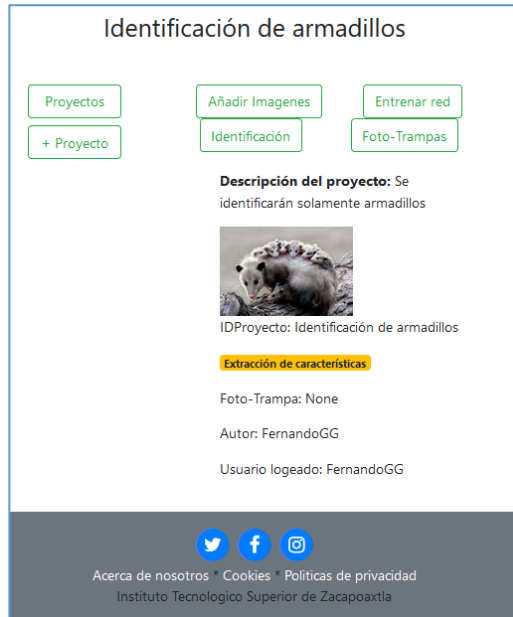 Identificación de armadillos
Proyectos
Añadir Imagenes
Entrenar red
+ Proyecto
Identificación
Foto-Trampas
Descripción del proyecto: Se
identificarán solamente armadillos
IDProyecto: Identificación de armadillos
Extracción de características
Foto-Trampa: None
Autor: FernandoGG
Usuario logeado: FernandoGG
Acerca de nosotros * Cookies * Politicas de privacidad
Instituto Tecnologico Superior de Zacapoaxtla